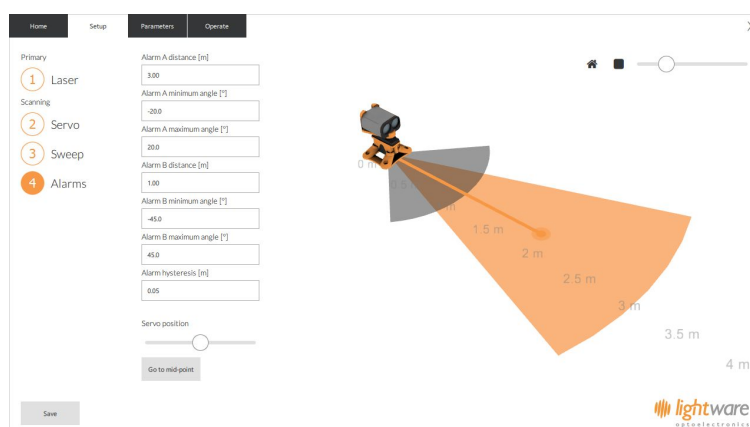 Home
Setup
Parameters
Operate
Primary
1 Laser
Scanning
2 Servo
3 Sweep
4 Alarms
Save
Alarm A distance [m]
3.00
Alarm A minimum angle [°]
-20.0
Alarm A maximum angle [°]
20.0
Alarm B distance [m]
1.00
Alarm B minimum angle [°]
-45.0
Alarm B maximum angle [°]
45.0
Alarm hysteresis [m]
0.05
Servo position
Go to mid-point
0 m
1.5 m
2 m
2.5 m
3 m
3.5 m
4 m
lightware
optoelectronics